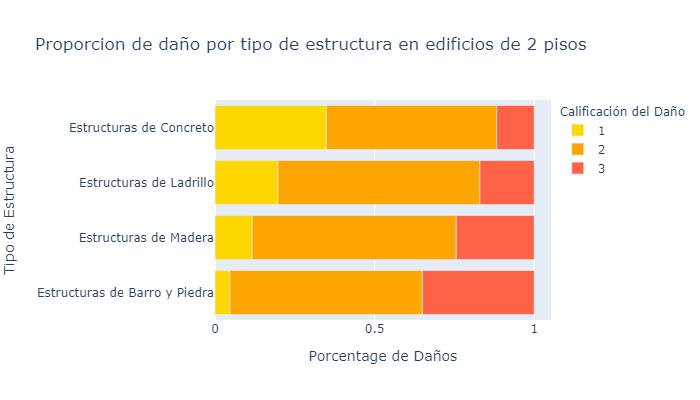 Proporcion de daño por tipo de estructura en edificios de 2 pisos
Calificación del Daño
1
2
3
Tipo de Estructura
Estructuras de Concreto
Estructuras de Ladrillo
Estructuras de Madera
Estructuras de Barro y Piedra
0
0.5
1
Porcentage de Daños